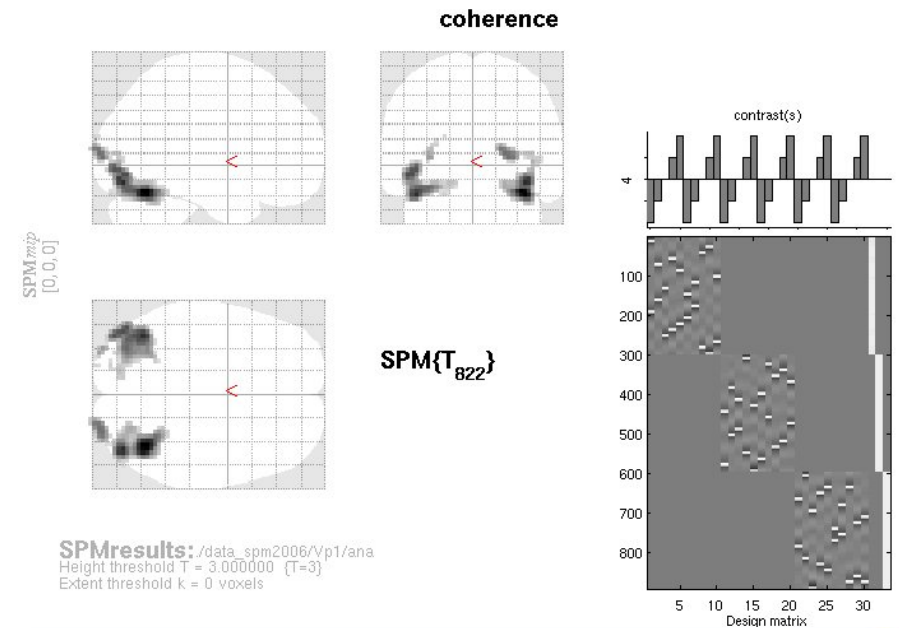 coherence
contrast(s)
4
SPMmip
[0, 0, 0]
<
<
<
SPM{T822}
100
200
300
400
500
600
700
800
5 10 15 20 25 30
Design matrix
SPMresults: ./data_spm2006/Vp1/ana
Height threshold T = 3.000000 {T=3}
Extent threshold k = 0 voxels